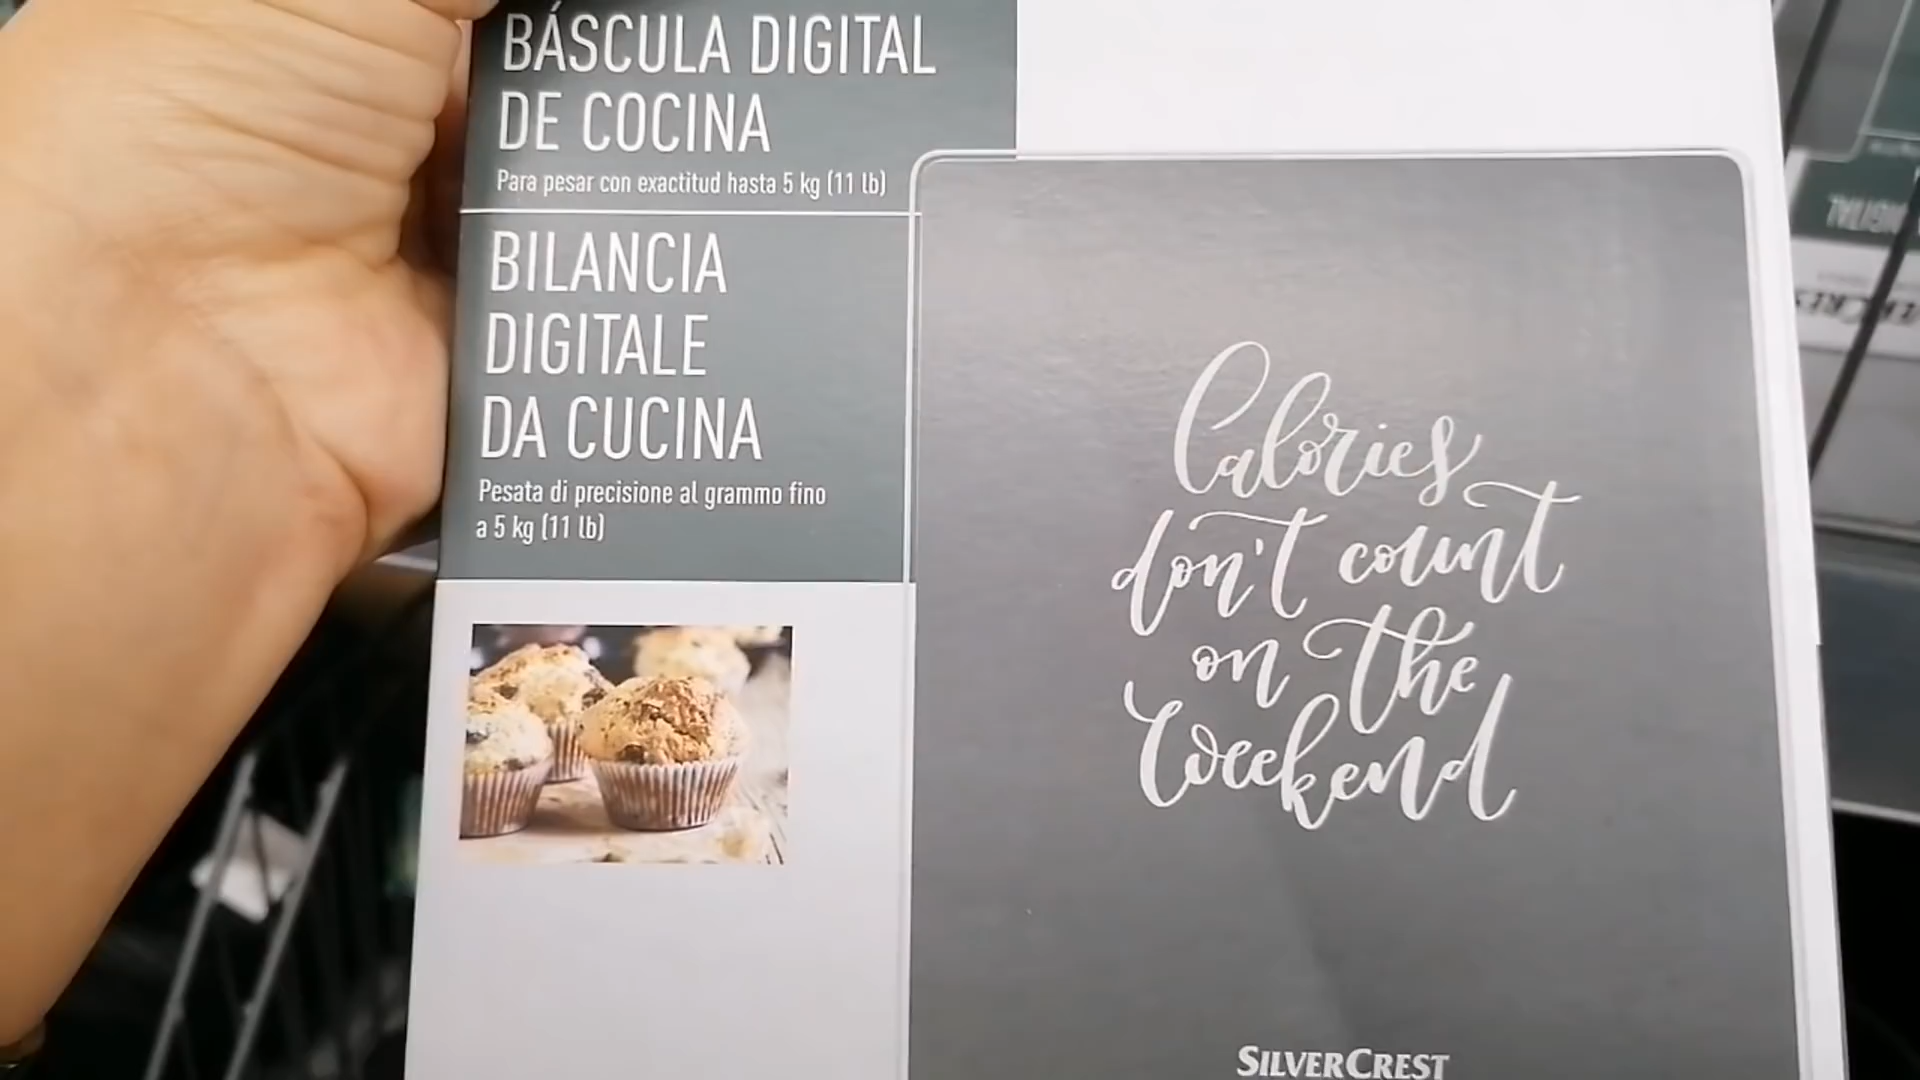 BÁSCULA DIGITAL
DE COCINA
Para pesar con exactitud hasta 5 kg (11 lb)
BILANCIA
DIGITALE
DA CUCINA
Pesata di precisione al grammo fino
a 5 kg (11 lb)
Calories
don't count
on the
Weekend
SILVERCREST
DIGITAL